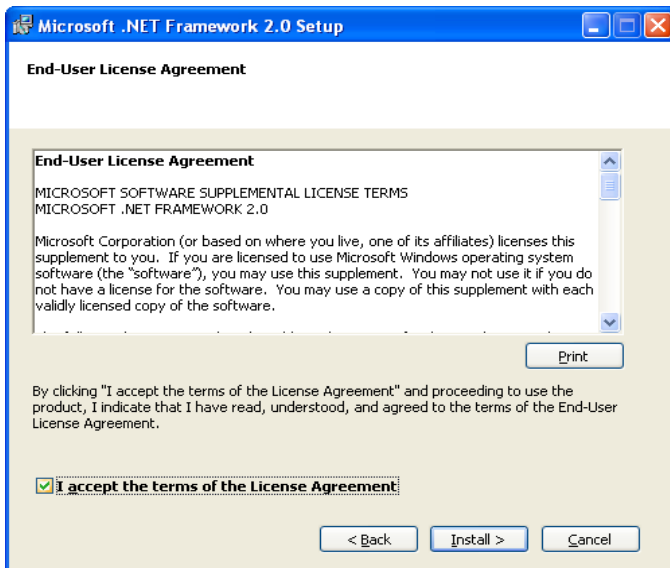 Microsoft .NET Framework 2.0 Setup
End-User License Agreement
End-User License Agreement
MICROSOFT SOFTWARE SUPPLEMENTAL LICENSE TERMS
MICROSOFT .NET FRAMEWORK 2.0
Microsoft Corporation (or based on where you live, one of its affiliates) licenses this
supplement to you.  If you are licensed to use Microsoft Windows operating system
software (the “software”), you may use this supplement.  You may not use it if you do
not have a license for the software.  You may use a copy of this supplement with each
validly licensed copy of the software.
Print
By clicking "I accept the terms of the License Agreement" and proceeding to use the
product, I indicate that I have read, understood, and agreed to the terms of the End-User
License Agreement.
I accept the terms of the License Agreement
< Back
Install >
Cancel